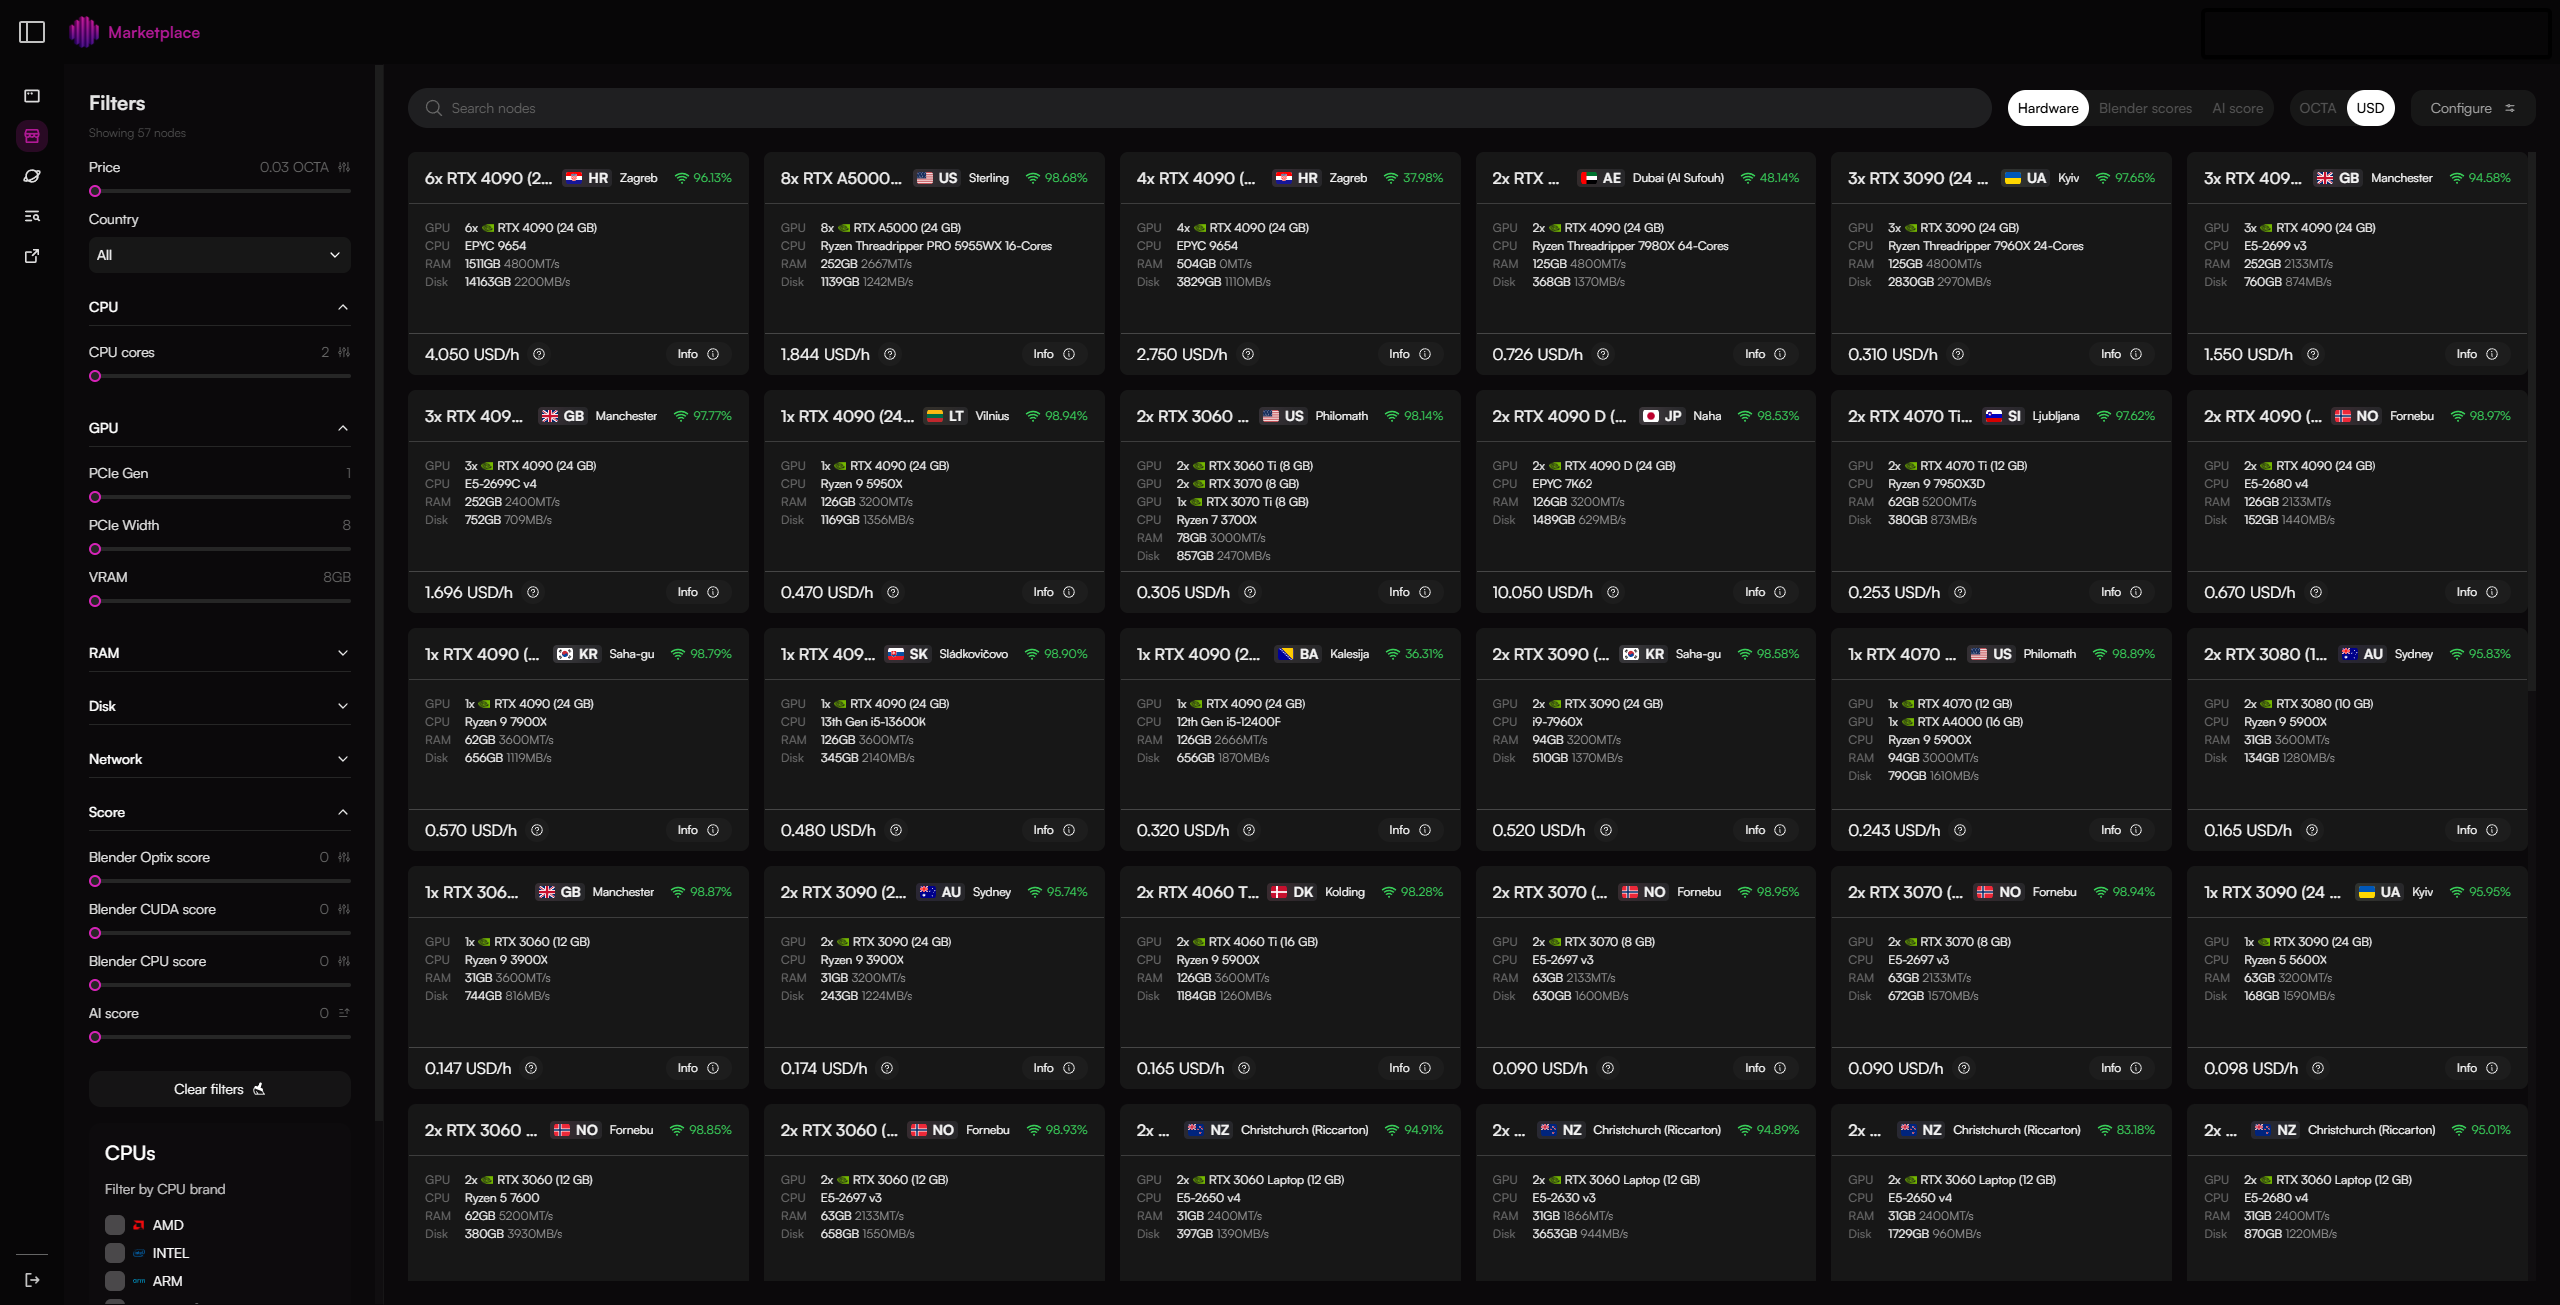 Marketplace
Filters
Showing 57 nodes
Price 0.03 OCTA
Country
All
CPU
CPU cores 2
GPU
PCIe Gen 1
PCIe Width 8
VRAM 8GB
RAM
Disk
Network
Score
Blender Optix score 0
Blender CUDA score 0
Blender CPU score 0
AI score 0
Clear filters
CPUs
Filter by CPU brand
AMD
INTEL
ARM
Search nodes
Hardware Blender scores AI score OCTA USD Configure
6x RTX 4090 (2... HR Zagreb 96.13%
GPU 6x RTX 4090 (24 GB)
CPU EPYC 9654
RAM 1511GB 4800MT/s
Disk 14163GB 2200MB/s
4.050 USD/h Info
8x RTX A5000... US Sterling 98.68%
GPU 8x RTX A5000 (24 GB)
CPU Ryzen Threadripper PRO 5955WX 16-Cores
RAM 252GB 2667MT/s
Disk 1139GB 1242MB/s
1.844 USD/h Info
4x RTX 4090 (... HR Zagreb 37.98%
GPU 4x RTX 4090 (24 GB)
CPU EPYC 9654
RAM 504GB 0MT/s
Disk 3829GB 1110MB/s
2.750 USD/h Info
2x RTX ... AE Dubai (Al Sufouh) 48.14%
GPU 2x RTX 4090 (24 GB)
CPU Ryzen Threadripper 7980X 64-Cores
RAM 125GB 4800MT/s
Disk 368GB 1370MB/s
0.726 USD/h Info
3x RTX 3090 (24 ... UA Kyiv 97.65%
GPU 3x RTX 3090 (24 GB)
CPU Ryzen Threadripper 7960X 24-Cores
RAM 125GB 4800MT/s
Disk 2830GB 2970MB/s
0.310 USD/h Info
3x RTX 409... GB Manchester 94.58%
GPU 3x RTX 4090 (24 GB)
CPU E5-2699 v3
RAM 252GB 2133MT/s
Disk 760GB 874MB/s
1.550 USD/h Info
3x RTX 409... GB Manchester 97.77%
GPU 3x RTX 4090 (24 GB)
CPU E5-2699C v4
RAM 252GB 2400MT/s
Disk 752GB 709MB/s
1.696 USD/h Info
1x RTX 4090 (24... LT Vilnius 98.94%
GPU 1x RTX 4090 (24 GB)
CPU Ryzen 9 5950X
RAM 126GB 3200MT/s
Disk 1169GB 1356MB/s
0.470 USD/h Info
2x RTX 3060 ... US Philomath 98.14%
GPU 2x RTX 3060 Ti (8 GB)
GPU 2x RTX 3070 (8 GB)
GPU 1x RTX 3070 Ti (8 GB)
CPU Ryzen 7 3700X
RAM 78GB 3000MT/s
Disk 857GB 2470MB/s
0.305 USD/h Info
2x RTX 4090 D (... JP Naha 98.53%
GPU 2x RTX 4090 D (24 GB)
CPU EPYC 7K62
RAM 126GB 3200MT/s
Disk 1489GB 629MB/s
10.050 USD/h Info
2x RTX 4070 Ti... SI Ljubljana 97.62%
GPU 2x RTX 4070 Ti (12 GB)
CPU Ryzen 9 7950X3D
RAM 62GB 5200MT/s
Disk 380GB 873MB/s
0.253 USD/h Info
2x RTX 4090 (... NO Fornebu 98.97%
GPU 2x RTX 4090 (24 GB)
CPU E5-2680 v4
RAM 126GB 2133MT/s
Disk 152GB 1440MB/s
0.670 USD/h Info
1x RTX 4090 (... KR Saha-gu 98.79%
GPU 1x RTX 4090 (24 GB)
CPU Ryzen 9 7900X
RAM 62GB 3600MT/s
Disk 656GB 1119MB/s
0.570 USD/h Info
1x RTX 409... SK Sládkovičovo 98.90%
GPU 1x RTX 4090 (24 GB)
CPU 13th Gen i5-13600K
RAM 126GB 3600MT/s
Disk 345GB 2140MB/s
0.480 USD/h Info
1x RTX 4090 (2... BA Kalesija 36.31%
GPU 1x RTX 4090 (24 GB)
CPU 12th Gen i5-12400F
RAM 126GB 2666MT/s
Disk 656GB 1870MB/s
0.320 USD/h Info
2x RTX 3090 (... KR Saha-gu 98.58%
GPU 2x RTX 3090 (24 GB)
CPU i9-7960X
RAM 94GB 3200MT/s
Disk 510GB 1370MB/s
0.520 USD/h Info
1x RTX 4070 ... US Philomath 98.89%
GPU 1x RTX 4070 (12 GB)
GPU 1x RTX A4000 (16 GB)
CPU Ryzen 9 5900X
RAM 94GB 3000MT/s
Disk 790GB 1610MB/s
0.243 USD/h Info
2x RTX 3080 (1... AU Sydney 95.83%
GPU 2x RTX 3080 (10 GB)
CPU Ryzen 9 5900X
RAM 31GB 3600MT/s
Disk 134GB 1280MB/s
0.165 USD/h Info
1x RTX 306... GB Manchester 98.87%
GPU 1x RTX 3060 (12 GB)
CPU Ryzen 9 3900X
RAM 31GB 3600MT/s
Disk 744GB 816MB/s
0.147 USD/h Info
2x RTX 3090 (2... AU Sydney 95.74%
GPU 2x RTX 3090 (24 GB)
CPU Ryzen 9 3900X
RAM 31GB 3200MT/s
Disk 243GB 1224MB/s
0.174 USD/h Info
2x RTX 4060 T... DK Kolding 98.28%
GPU 2x RTX 4060 Ti (16 GB)
CPU Ryzen 9 5900X
RAM 126GB 3600MT/s
Disk 1184GB 1260MB/s
0.165 USD/h Info
2x RTX 3070 (... NO Fornebu 98.95%
GPU 2x RTX 3070 (8 GB)
CPU E5-2697 v3
RAM 63GB 2133MT/s
Disk 630GB 1600MB/s
0.090 USD/h Info
2x RTX 3070 (... NO Fornebu 98.94%
GPU 2x RTX 3070 (8 GB)
CPU E5-2697 v3
RAM 63GB 2133MT/s
Disk 672GB 1570MB/s
0.090 USD/h Info
1x RTX 3090 (24 ... UA Kyiv 95.95%
GPU 1x RTX 3090 (24 GB)
CPU Ryzen 5 5600X
RAM 63GB 3200MT/s
Disk 168GB 1590MB/s
0.098 USD/h Info
2x RTX 3060 ... NO Fornebu 98.85%
GPU 2x RTX 3060 (12 GB)
CPU Ryzen 5 7600
RAM 62GB 5200MT/s
Disk 380GB 3930MB/s
2x RTX 3060 (... NO Fornebu 98.93%
GPU 2x RTX 3060 (12 GB)
CPU E5-2697 v3
RAM 63GB 2133MT/s
Disk 658GB 1550MB/s
2x ... NZ Christchurch (Riccarton) 94.91%
GPU 2x RTX 3060 Laptop (12 GB)
CPU E5-2650 v4
RAM 31GB 2400MT/s
Disk 397GB 1390MB/s
2x ... NZ Christchurch (Riccarton) 94.89%
GPU 2x RTX 3060 Laptop (12 GB)
CPU E5-2630 v3
RAM 31GB 1866MT/s
Disk 3653GB 944MB/s
2x ... NZ Christchurch (Riccarton) 83.18%
GPU 2x RTX 3060 Laptop (12 GB)
CPU E5-2650 v4
RAM 31GB 2400MT/s
Disk 1729GB 960MB/s
2x ... NZ Christchurch (Riccarton) 95.01%
GPU 2x RTX 3060 Laptop (12 GB)
CPU E5-2680 v4
RAM 31GB 2400MT/s
Disk 870GB 1220MB/s